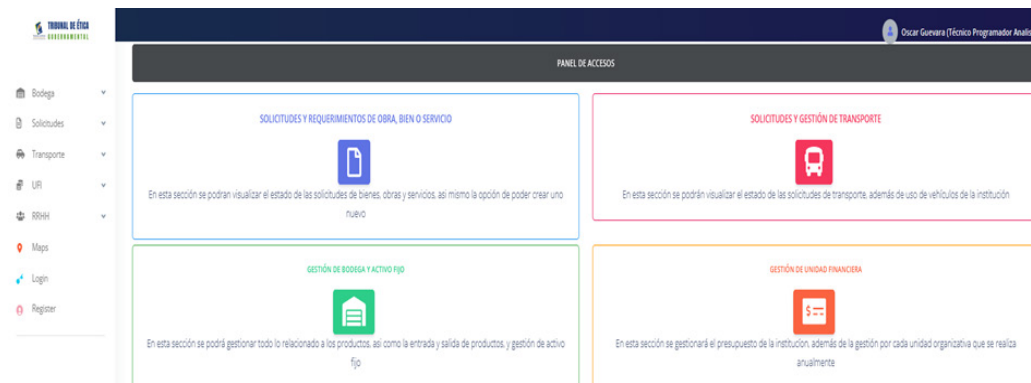 TRIBUNAL DE ÉTICA
GUBERNAMENTAL
Oscar Guevara (Técnico Programador Analis
PANEL DE ACCESOS
Bodega
Solicitudes
Transporte
UFI
RRHH
Maps
Login
Register
SOLICITUDES Y REQUERIMIENTOS DE OBRA, BIEN O SERVICIO
En esta sección se podran visualizar el estado de las solicitudes de bienes, obras y servicios, asi mismo la opción de poder crear uno
nuevo
SOLICITUDES Y GESTIÓN DE TRANSPORTE
En esta sección se podrán visualizar el estado de las solicitudes de transporte, además de uso de vehículos de la institución
GESTIÓN DE BODEGA Y ACTIVO FIJO
En esta sección se podrá gestionar todo lo relacionado a los productos, asi como la entrada y salida de productos, y gestión de activo
fijo
GESTIÓN DE UNIDAD FINANCIERA
En esta sección se gestionará el presupuesto de la institucíon, además de la gestión por cada unidad organizativa que se realiza
anualmente